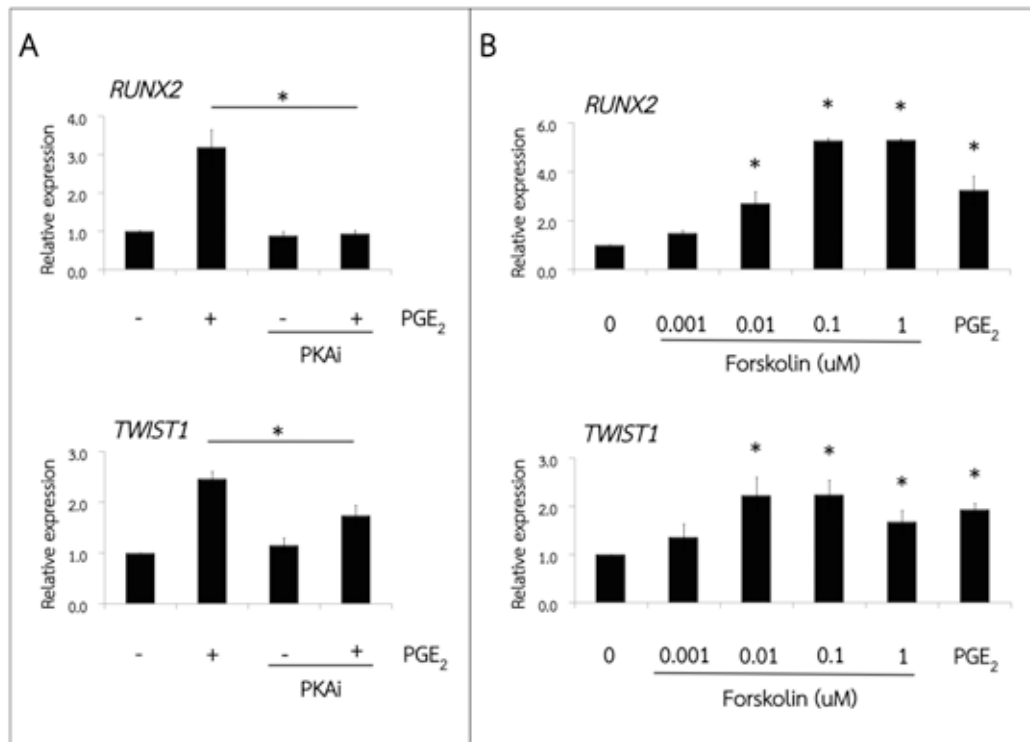 A
RUNX2
*
Relative expression
4.0
3.0
2.0
1.0
0.0
- + - + PGE2
PKAi
TWIST1
*
Relative expression
3.0
2.0
1.0
0.0
- + - + PGE2
PKAi
B
RUNX2
* * * *
Relative expression
6.0
4.0
2.0
0.0
0 0.001 0.01 0.1 1 PGE2
Forskolin (uM)
TWIST1
* * * *
Relative expression
3.0
2.0
1.0
0.0
0 0.001 0.01 0.1 1 PGE2
Forskolin (uM)